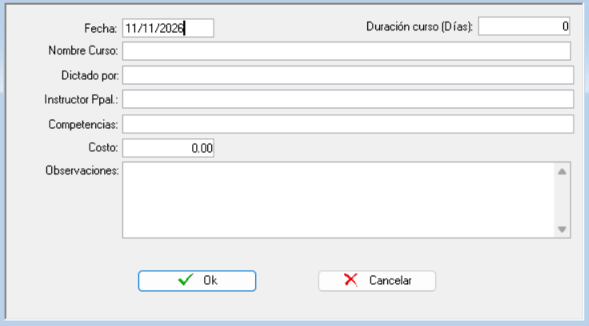 Fecha: 11/11/2026 Duración curso (Días): 0
Nombre Curso:
Dictado por:
Instructor Ppal.:
Competencias:
Costo: 0.00
Observaciones:
Ok Cancelar